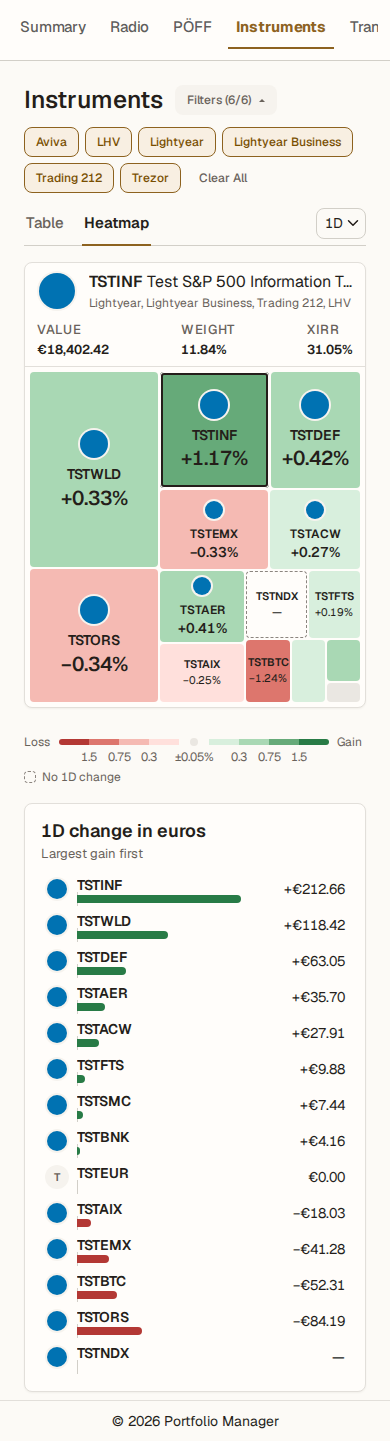 Summary Radio PÖFF Instruments Tran
Instruments Filters (6/6)
Aviva LHV Lightyear Lightyear Business
Trading 212 Trezor Clear All
Table Heatmap 1D
TSTINF Test S&P 500 Information T...
Lightyear, Lightyear Business, Trading 212, LHV
VALUE WEIGHT XIRR
€18,402.42 11.84% 31.05%
TSTWLD
+0.33%
TSTINF
+1.17%
TSTDEF
+0.42%
TSTEMX
−0.33%
TSTACW
+0.27%
TSTORS
−0.34%
TSTAER
+0.41%
TSTNDX
—
TSTFTS
+0.19%
TSTAIX
−0.25%
TSTBTC
−1.24%
Loss Gain
1.5 0.75 0.3 ±0.05% 0.3 0.75 1.5
No 1D change
1D change in euros
Largest gain first
TSTINF +€212.66
TSTWLD +€118.42
TSTDEF +€63.05
TSTAER +€35.70
TSTACW +€27.91
TSTFTS +€9.88
TSTSMC +€7.44
TSTBNK +€4.16
T TSTEUR €0.00
TSTAIX −€18.03
TSTEMX −€41.28
TSTBTC −€52.31
TSTORS −€84.19
TSTNDX —
© 2026 Portfolio Manager